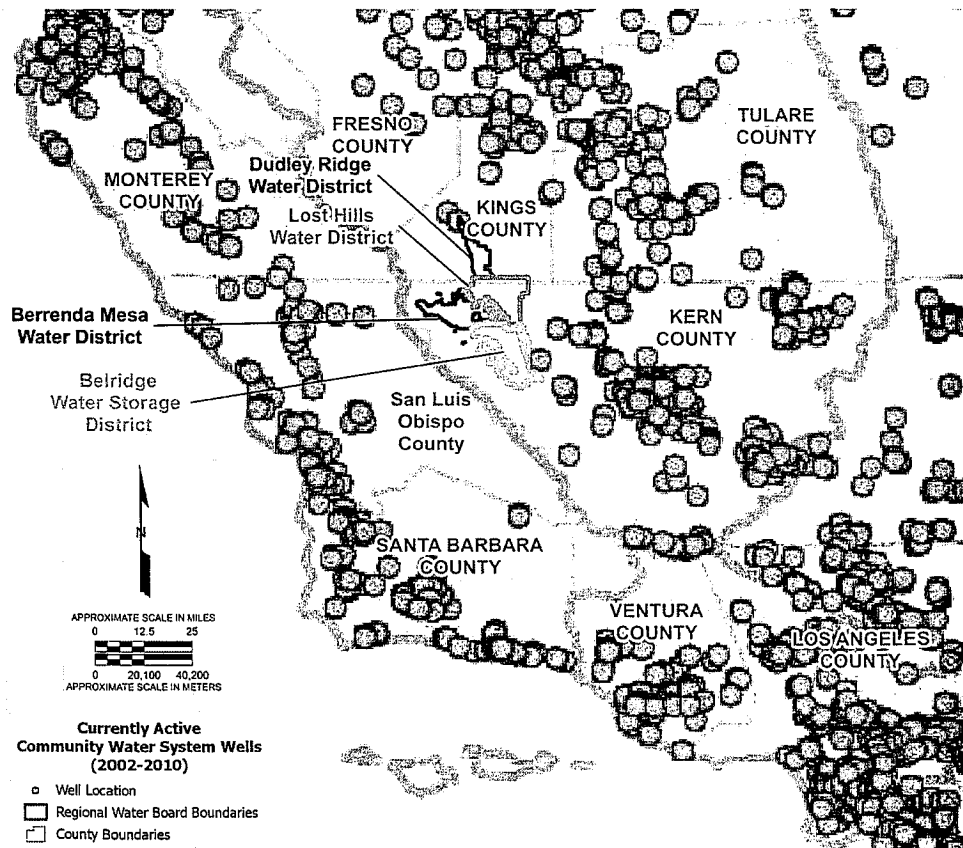 FRESNO
COUNTY
TULARE
COUNTY
Dudley Ridge
Water District
MONTEREY
COUNTY
Lost Hills
Water District
KINGS
COUNTY
Berrenda Mesa
Water District
KERN
COUNTY
Belridge
Water Storage
District
San Luis
Obispo
County
N
SANTA BARBARA
COUNTY
VENTURA
COUNTY
LOS ANGELES
COUNTY
APPROXIMATE SCALE IN MILES
0 12.5 25
0 20,100 40,200
APPROXIMATE SCALE IN METERS
Currently Active
Community Water System Wells
(2002-2010)
Well Location
Regional Water Board Boundaries
County Boundaries